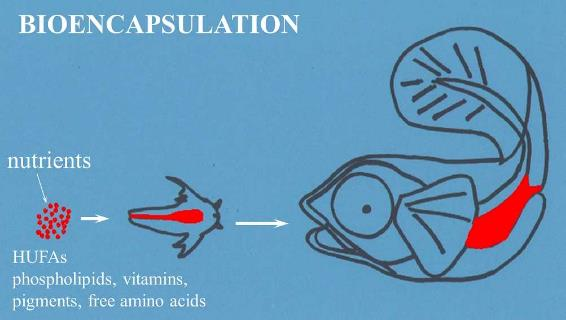 BIOENCAPSULATION
nutrients
HUFAs
phospholipids, vitamins,
pigments, free amino acids